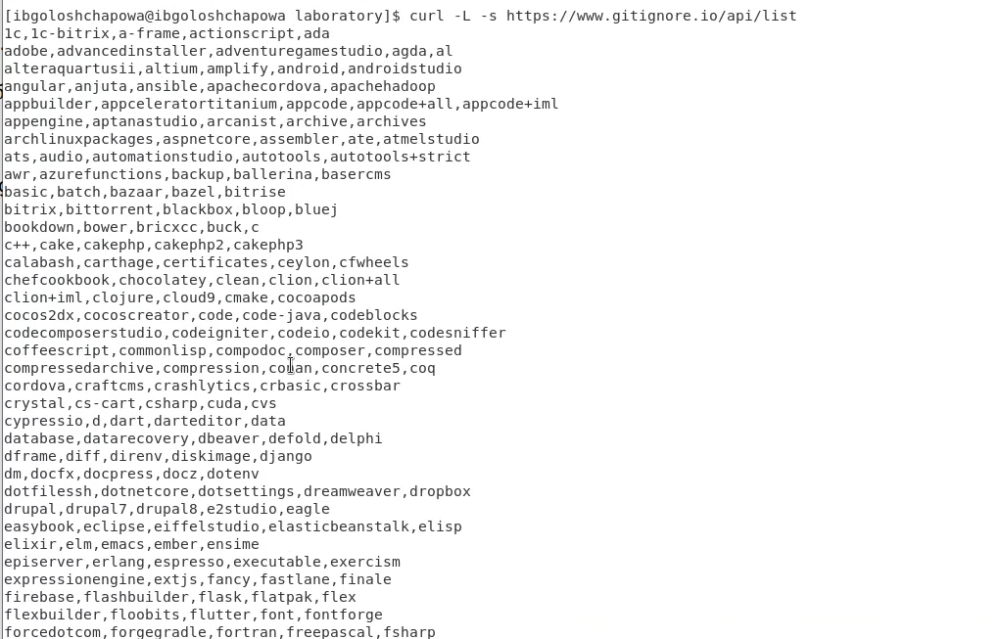 [ibgoloshchapowa@ibgoloshchapowa laboratory]$ curl -L -s https://www.gitignore.io/api/list
1c,1c-bitrix,a-frame,actionscript,ada
adobe,advancedinstaller,adventuregamestudio,agda,al
alteraquartusii,altium,amplify,android,androidstudio
angular,anjuta,ansible,apachecordova,apachehadoop
appbuilder,appceleratortitanium,appcode,appcode+all,appcode+iml
appengine,aptanastudio,arcanist,archive,archives
archlinuxpackages,aspnetcore,assembler,ate,atmelstudio
ats,audio,automationstudio,autotools,autotools+strict
awr,azurefunctions,backup,ballerina,basercms
basic,batch,bazaar,bazel,bitrise
bitrix,bittorrent,blackbox,bloop,bluej
bookdown,bower,bricxcc,buck,c
c++,cake,cakephp,cakephp2,cakephp3
calabash,carthage,certificates,ceylon,cfwheels
chefcookbook,chocolatey,clean,clion,clion+all
clion+iml,clojure,cloud9,cmake,cocoapods
cocos2dx,cocoscreator,code,code-java,codeblocks
codecomposerstudio,codeigniter,codeio,codekit,codesniffer
coffeescript,commonlisp,compodoc,composer,compressed
compressedarchive,compression,conan,concrete5,coq
cordova,craftcms,crashlytics,crbasic,crossbar
crystal,cs-cart,csharp,cuda,cvs
cypressio,d,dart,darteditor,data
database,datarecovery,dbeaver,defold,delphi
dframe,diff,direnv,diskimage,django
dm,docfx,docpress,docz,dotenv
dotfilessh,dotnetcore,dotsettings,dreamweaver,dropbox
drupal,drupal7,drupal8,e2studio,eagle
easybook,eclipse,eiffelstudio,elasticbeanstalk,elisp
elixir,elm,emacs,ember,ensime
episerver,erlang,espresso,executable,exercism
expressionengine,extjs,fancy,fastlane,finale
firebase,flashbuilder,flask,flatpak,flex
flexbuilder,floobits,flutter,font,fontforge
forcedotcom,forgegradle,fortran,freepascal,fsharp